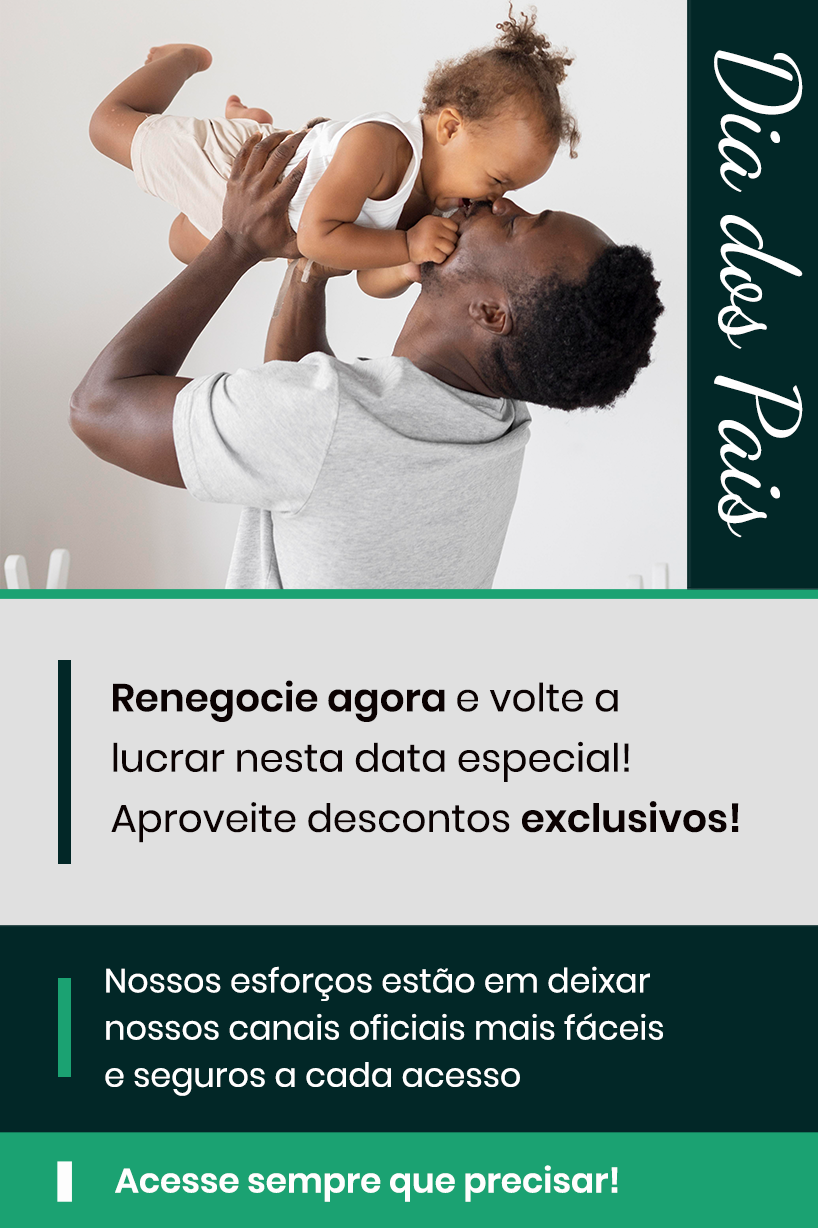 Dia dos Pais
Renegocie agora e volte a
lucrar nesta data especial!
Aproveite descontos exclusivos!
Nossos esforços estão em deixar
nossos canais oficiais mais fáceis
e seguros a cada acesso
Acesse sempre que precisar!